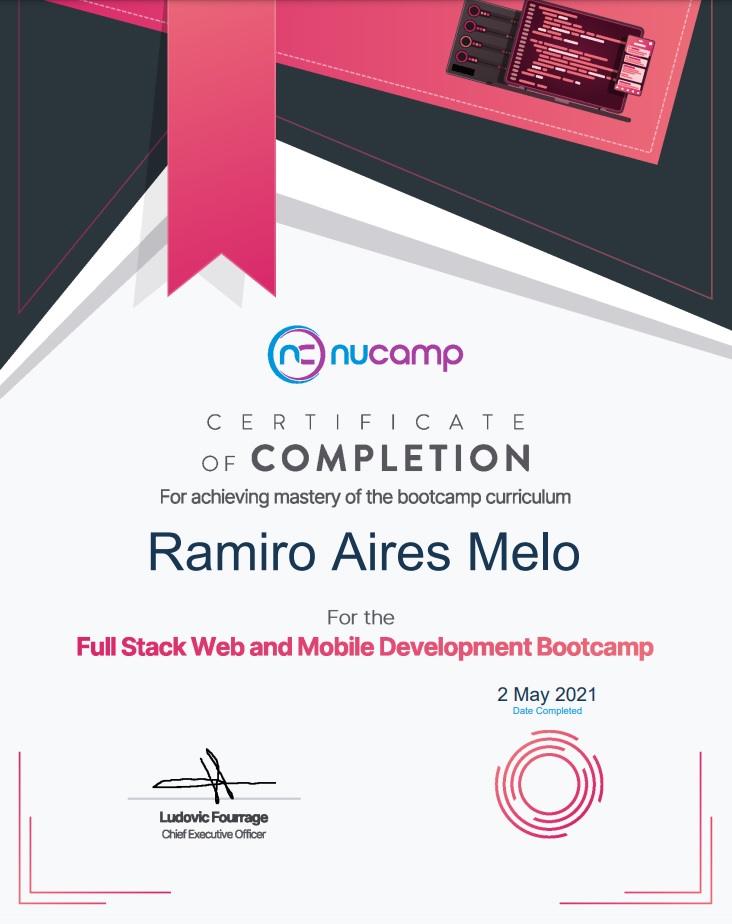 nc nucamp
CERTIFICATE
OF COMPLETION
For achieving mastery of the bootcamp curriculum
Ramiro Aires Melo
For the
Full Stack Web and Mobile Development Bootcamp
2 May 2021
Date Completed
Ludovic Fourrage
Chief Executive Officer